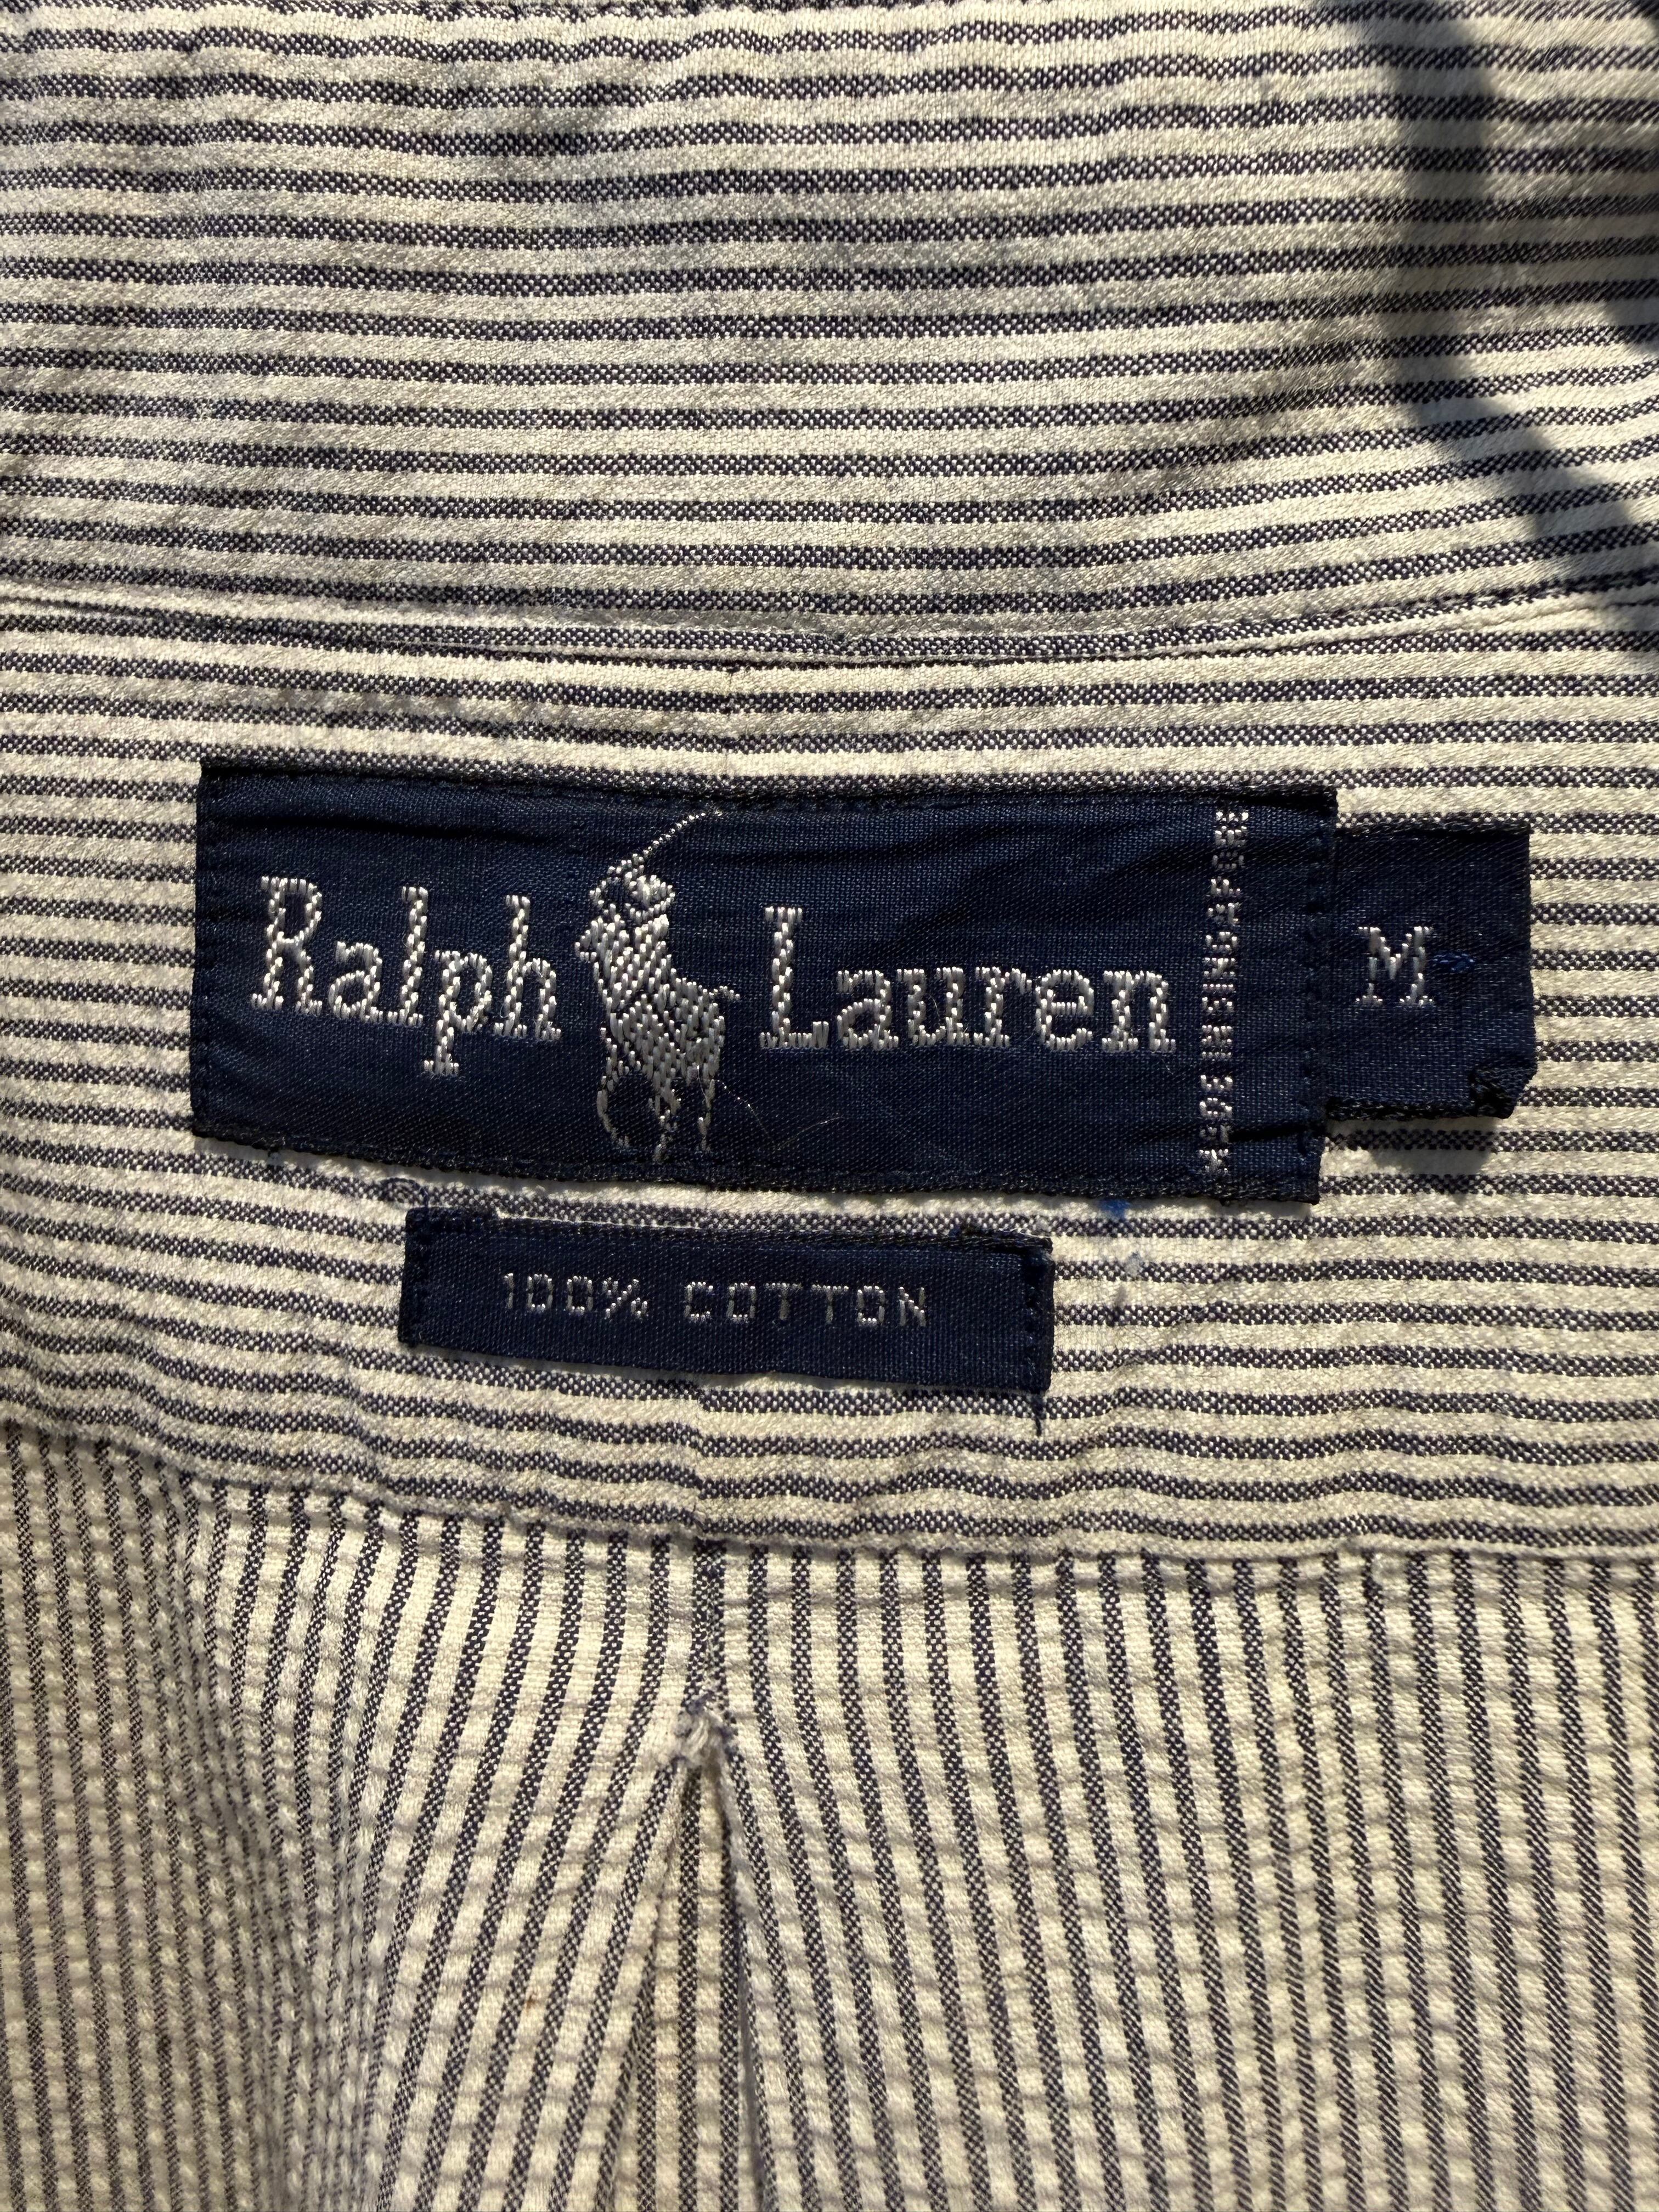 Ralph Lauren
MADE IN SINGAPORE
M
100% COTTON